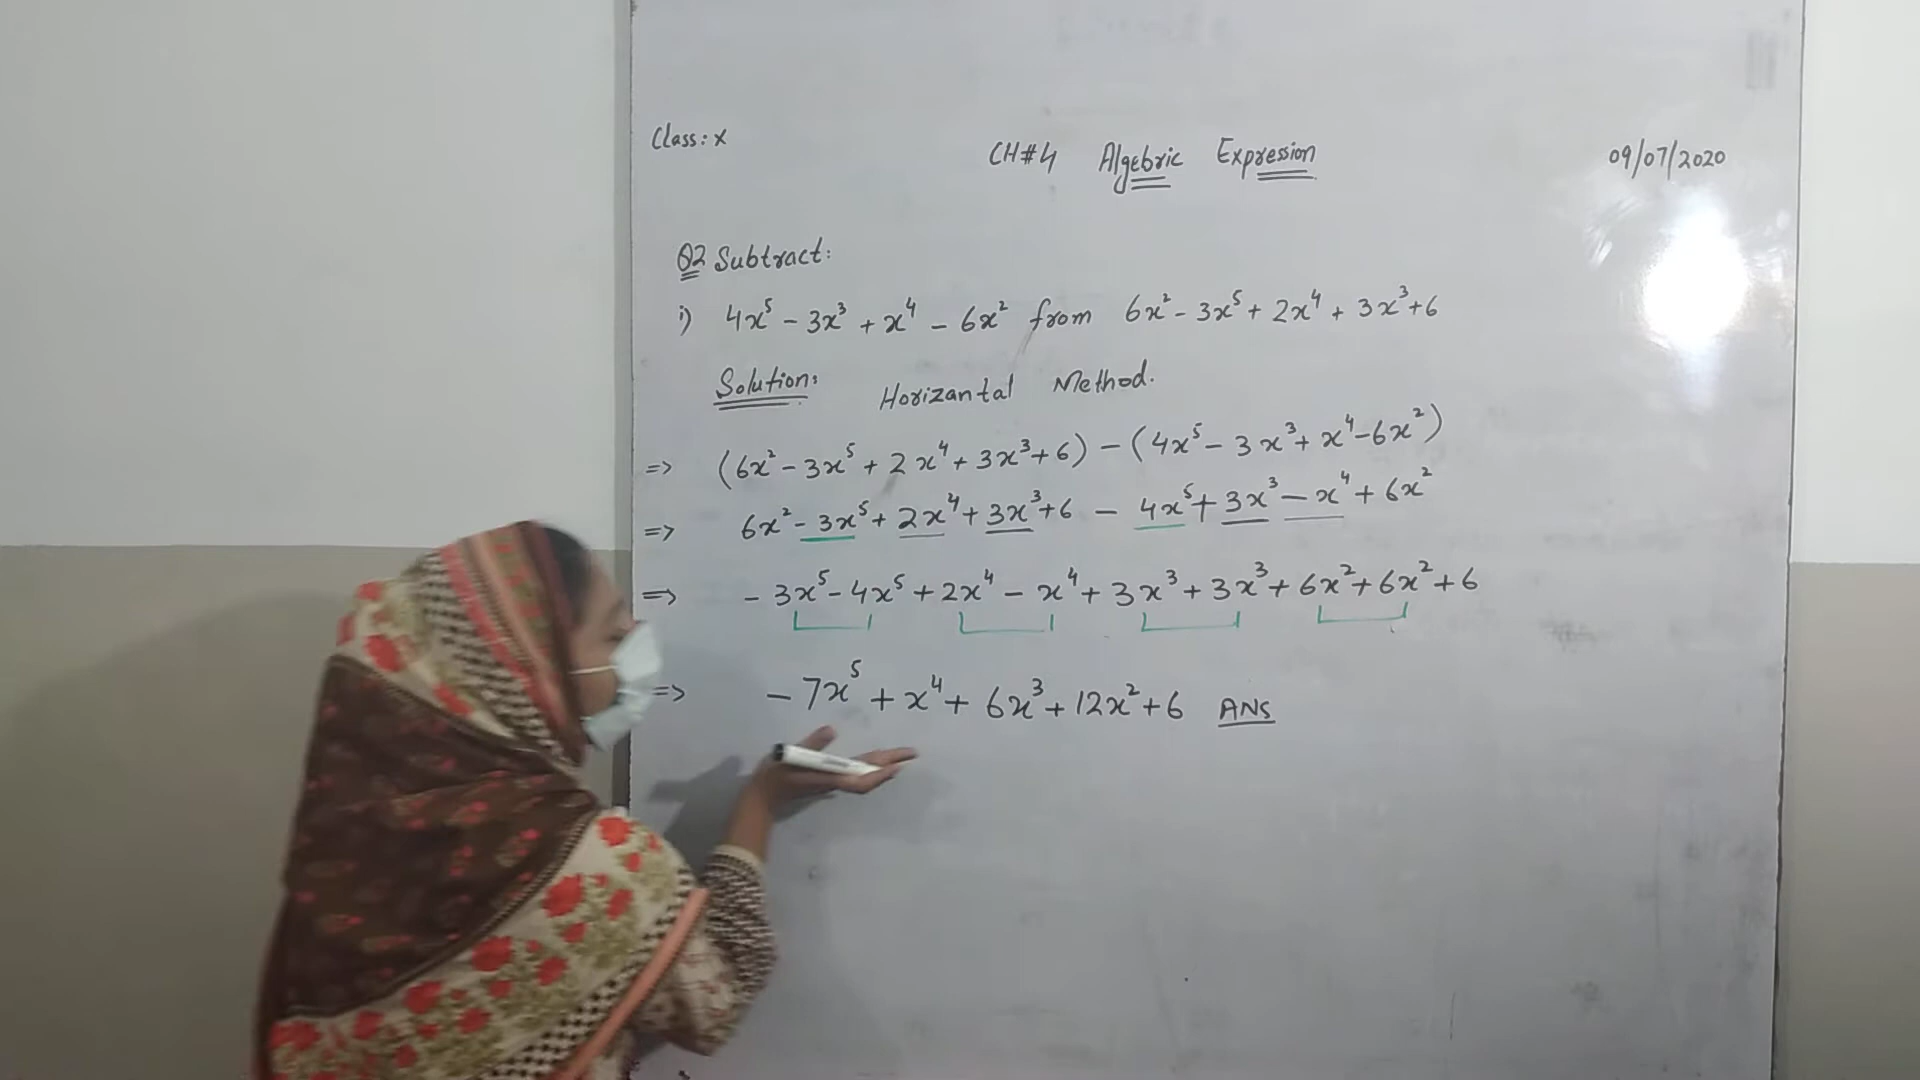 Class: X
CH#4 Algebric Expression
09/07/2020
Q2 Subtract:
i) 4x⁵ - 3x³ + x⁴ - 6x² from 6x² - 3x⁵ + 2x⁴ + 3x³ + 6
Solution: Horizantal Method.
=> (6x² - 3x⁵ + 2x⁴ + 3x³ + 6) - (4x⁵ - 3x³ + x⁴ - 6x²)
=> 6x² - 3x⁵ + 2x⁴ + 3x³ + 6 - 4x⁵ + 3x³ - x⁴ + 6x²
=> - 3x⁵ - 4x⁵ + 2x⁴ - x⁴ + 3x³ + 3x³ + 6x² + 6x² + 6
=> - 7x⁵ + x⁴ + 6x³ + 12x² + 6 ANS